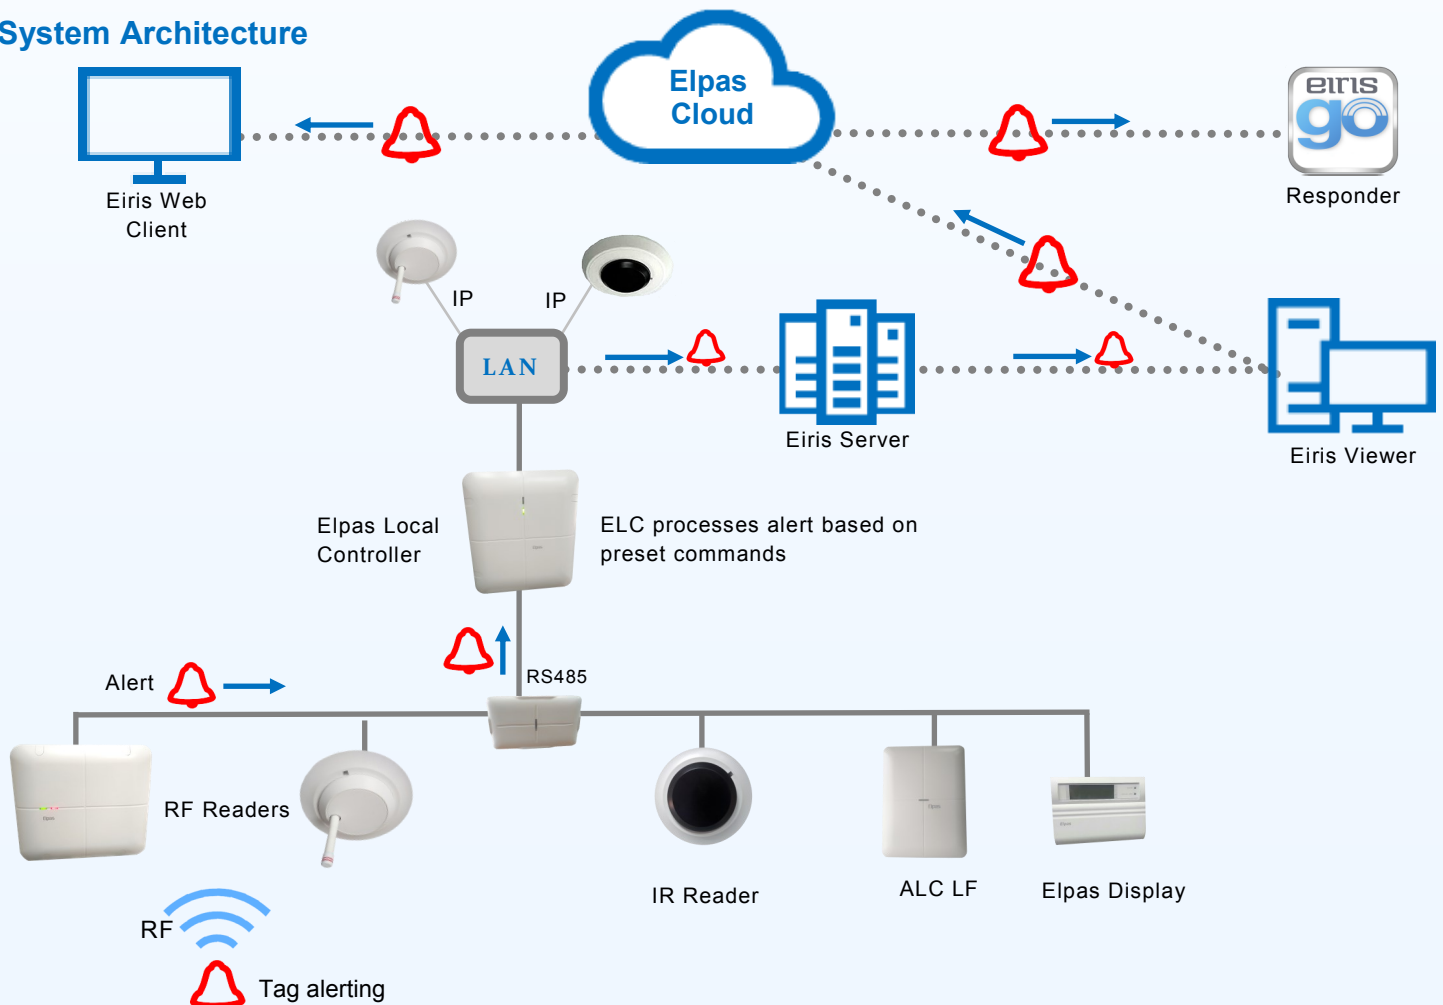 System Architecture
Elpas
Cloud
eiris
go
Eiris Web
Client
Responder
IP
IP
LAN
Eiris Server
Eiris Viewer
Elpas Local
Controller
ELC processes alert based on
preset commands
Alert
RS485
RF Readers
IR Reader
ALC LF
Elpas Display
RF
Tag alerting